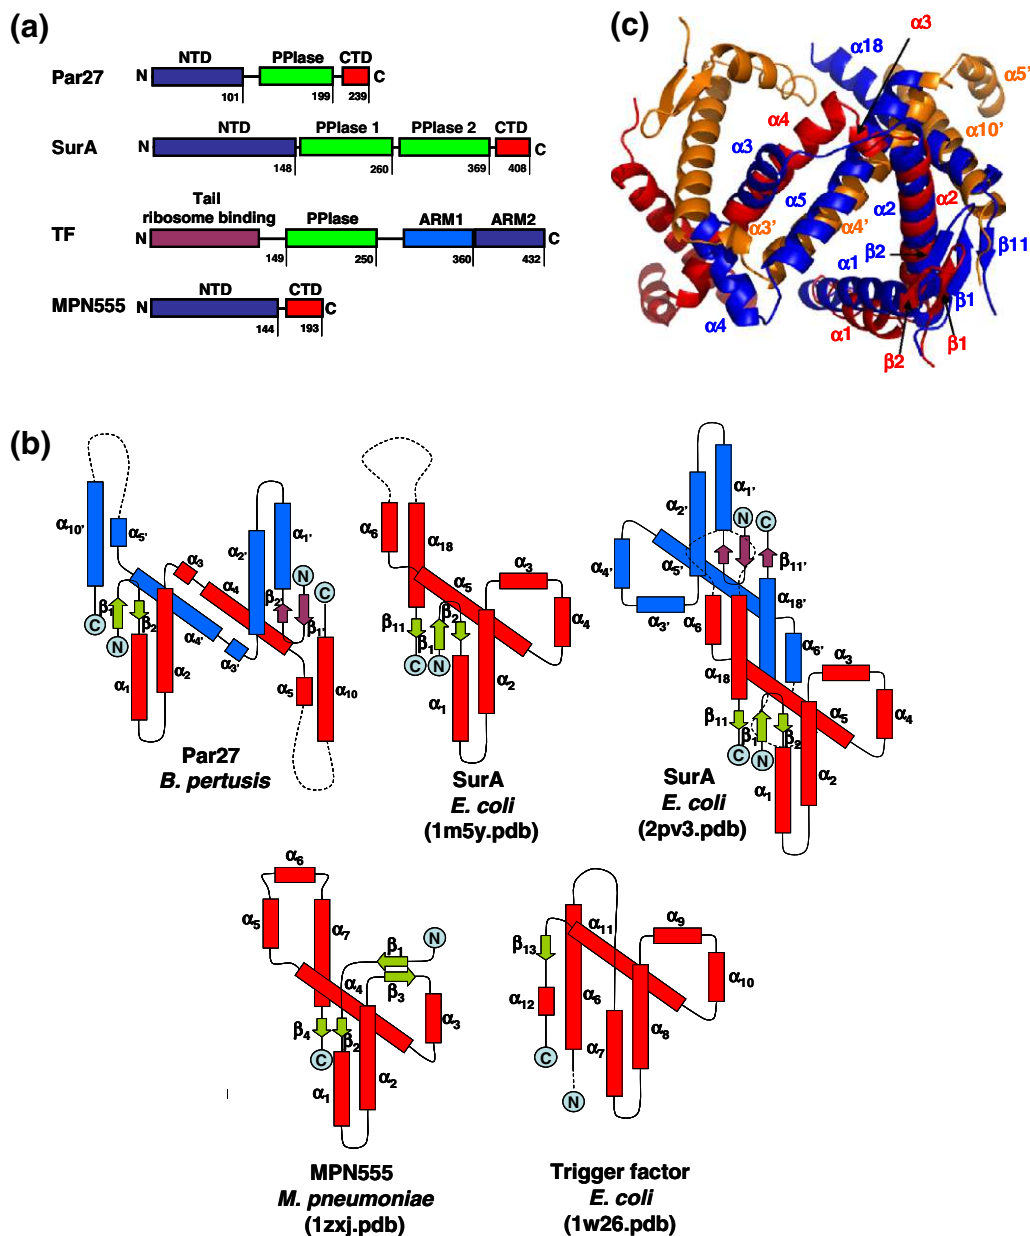 (a)
NTD PPIase CTD
Par27 N C
101 199 239
NTD PPIase 1 PPIase 2 CTD
SurA N C
148 260 369 408
Tail
ribosome binding PPIase ARM1 ARM2
TF N C
149 250 360 432
NTD CTD
MPN555 N C
144 193
(c)
α3
α18
α5'
α4
α10'
α3
α5 α2 α2
α3' α4'
β2 β11
α1
β1
α4 α1
β2 β1
(b)
α10' α5' α3 α4 α2' α1'
N C
β1 β2 β2' β1'
C N
α4' α3'
α1 α2 α5 α10
Par27
B. pertusis
α6 α18 α5 α3 α4
β11 β1 β2
C N
α1 α2
SurA
E. coli
(1m5y.pdb)
α2' α1'
N C
α4' α5' β11'
α3' α6 α18' α6'
α18 α3 α5 α4
β11 β1 β2
C N
α1 α2
SurA
E. coli
(2pv3.pdb)
α6
α5 α7
N
β1
α4 β3
α3
β4 β2
C
α1 α2
MPN555
M. pneumoniae
(1zxj.pdb)
α11 α9
β13
α10
α12 α6
α7 α8
C
N
Trigger factor
E. coli
(1w26.pdb)